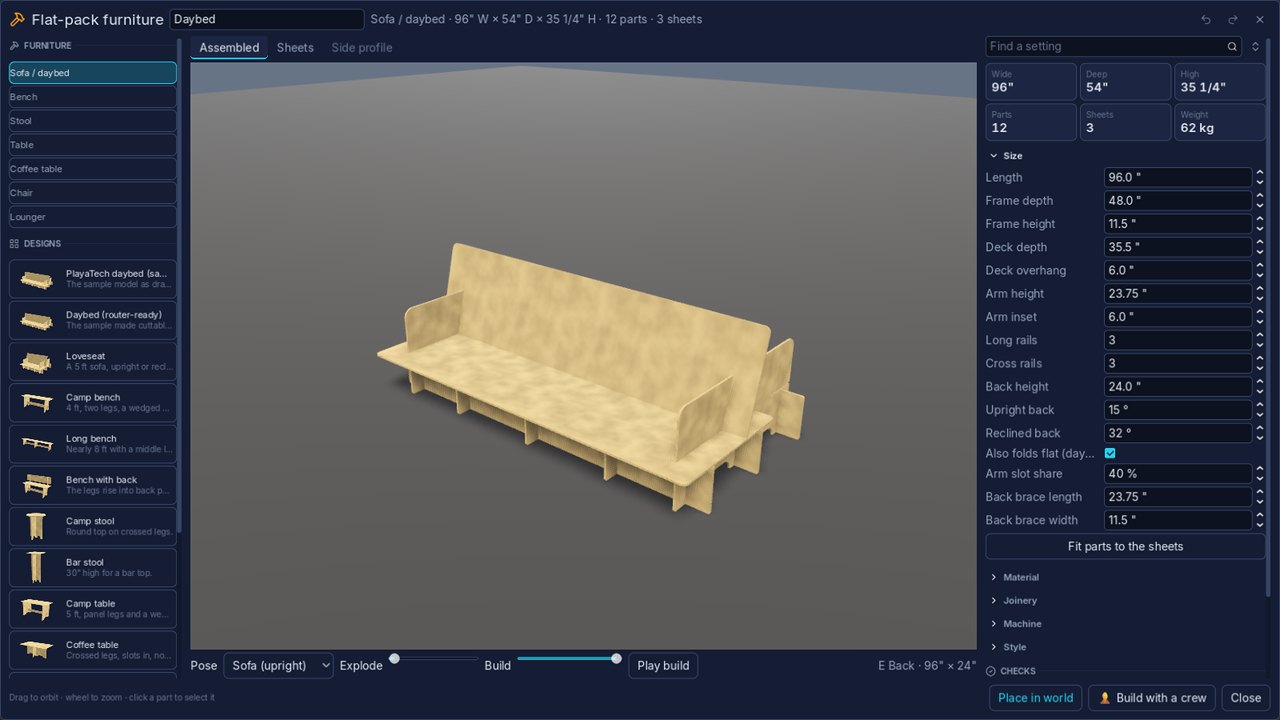 Flat-pack furniture
Daybed
Sofa / daybed · 96" W × 54" D × 35 1/4" H · 12 parts · 3 sheets
FURNITURE
Sofa / daybed
Bench
Stool
Table
Coffee table
Chair
Lounger
DESIGNS
PlayaTech daybed (sa...
The sample model as dra...
Daybed (router-ready)
The sample made cuttabl...
Loveseat
A 5 ft sofa, upright or recl...
Camp bench
4 ft, two legs, a wedged ...
Long bench
Nearly 8 ft with a middle l...
Bench with back
The legs rise into back p...
Camp stool
Round top on crossed legs.
Bar stool
30" high for a bar top.
Camp table
5 ft, panel legs and a we...
Coffee table
Crossed legs, slots in, no...
Assembled
Sheets
Side profile
Pose
Sofa (upright)
Explode
Build
Play build
E Back · 96" × 24"
Drag to orbit · wheel to zoom · click a part to select it
Find a setting
Wide
96"
Deep
54"
High
35 1/4"
Parts
12
Sheets
3
Weight
62 kg
Size
Length 96.0 "
Frame depth 48.0 "
Frame height 11.5 "
Deck depth 35.5 "
Deck overhang 6.0 "
Arm height 23.75 "
Arm inset 6.0 "
Long rails 3
Cross rails 3
Back height 24.0 "
Upright back 15 °
Reclined back 32 °
Also folds flat (day...
Arm slot share 40 %
Back brace length 23.75 "
Back brace width 11.5 "
Fit parts to the sheets
Material
Joinery
Machine
Style
CHECKS
Place in world
Build with a crew
Close